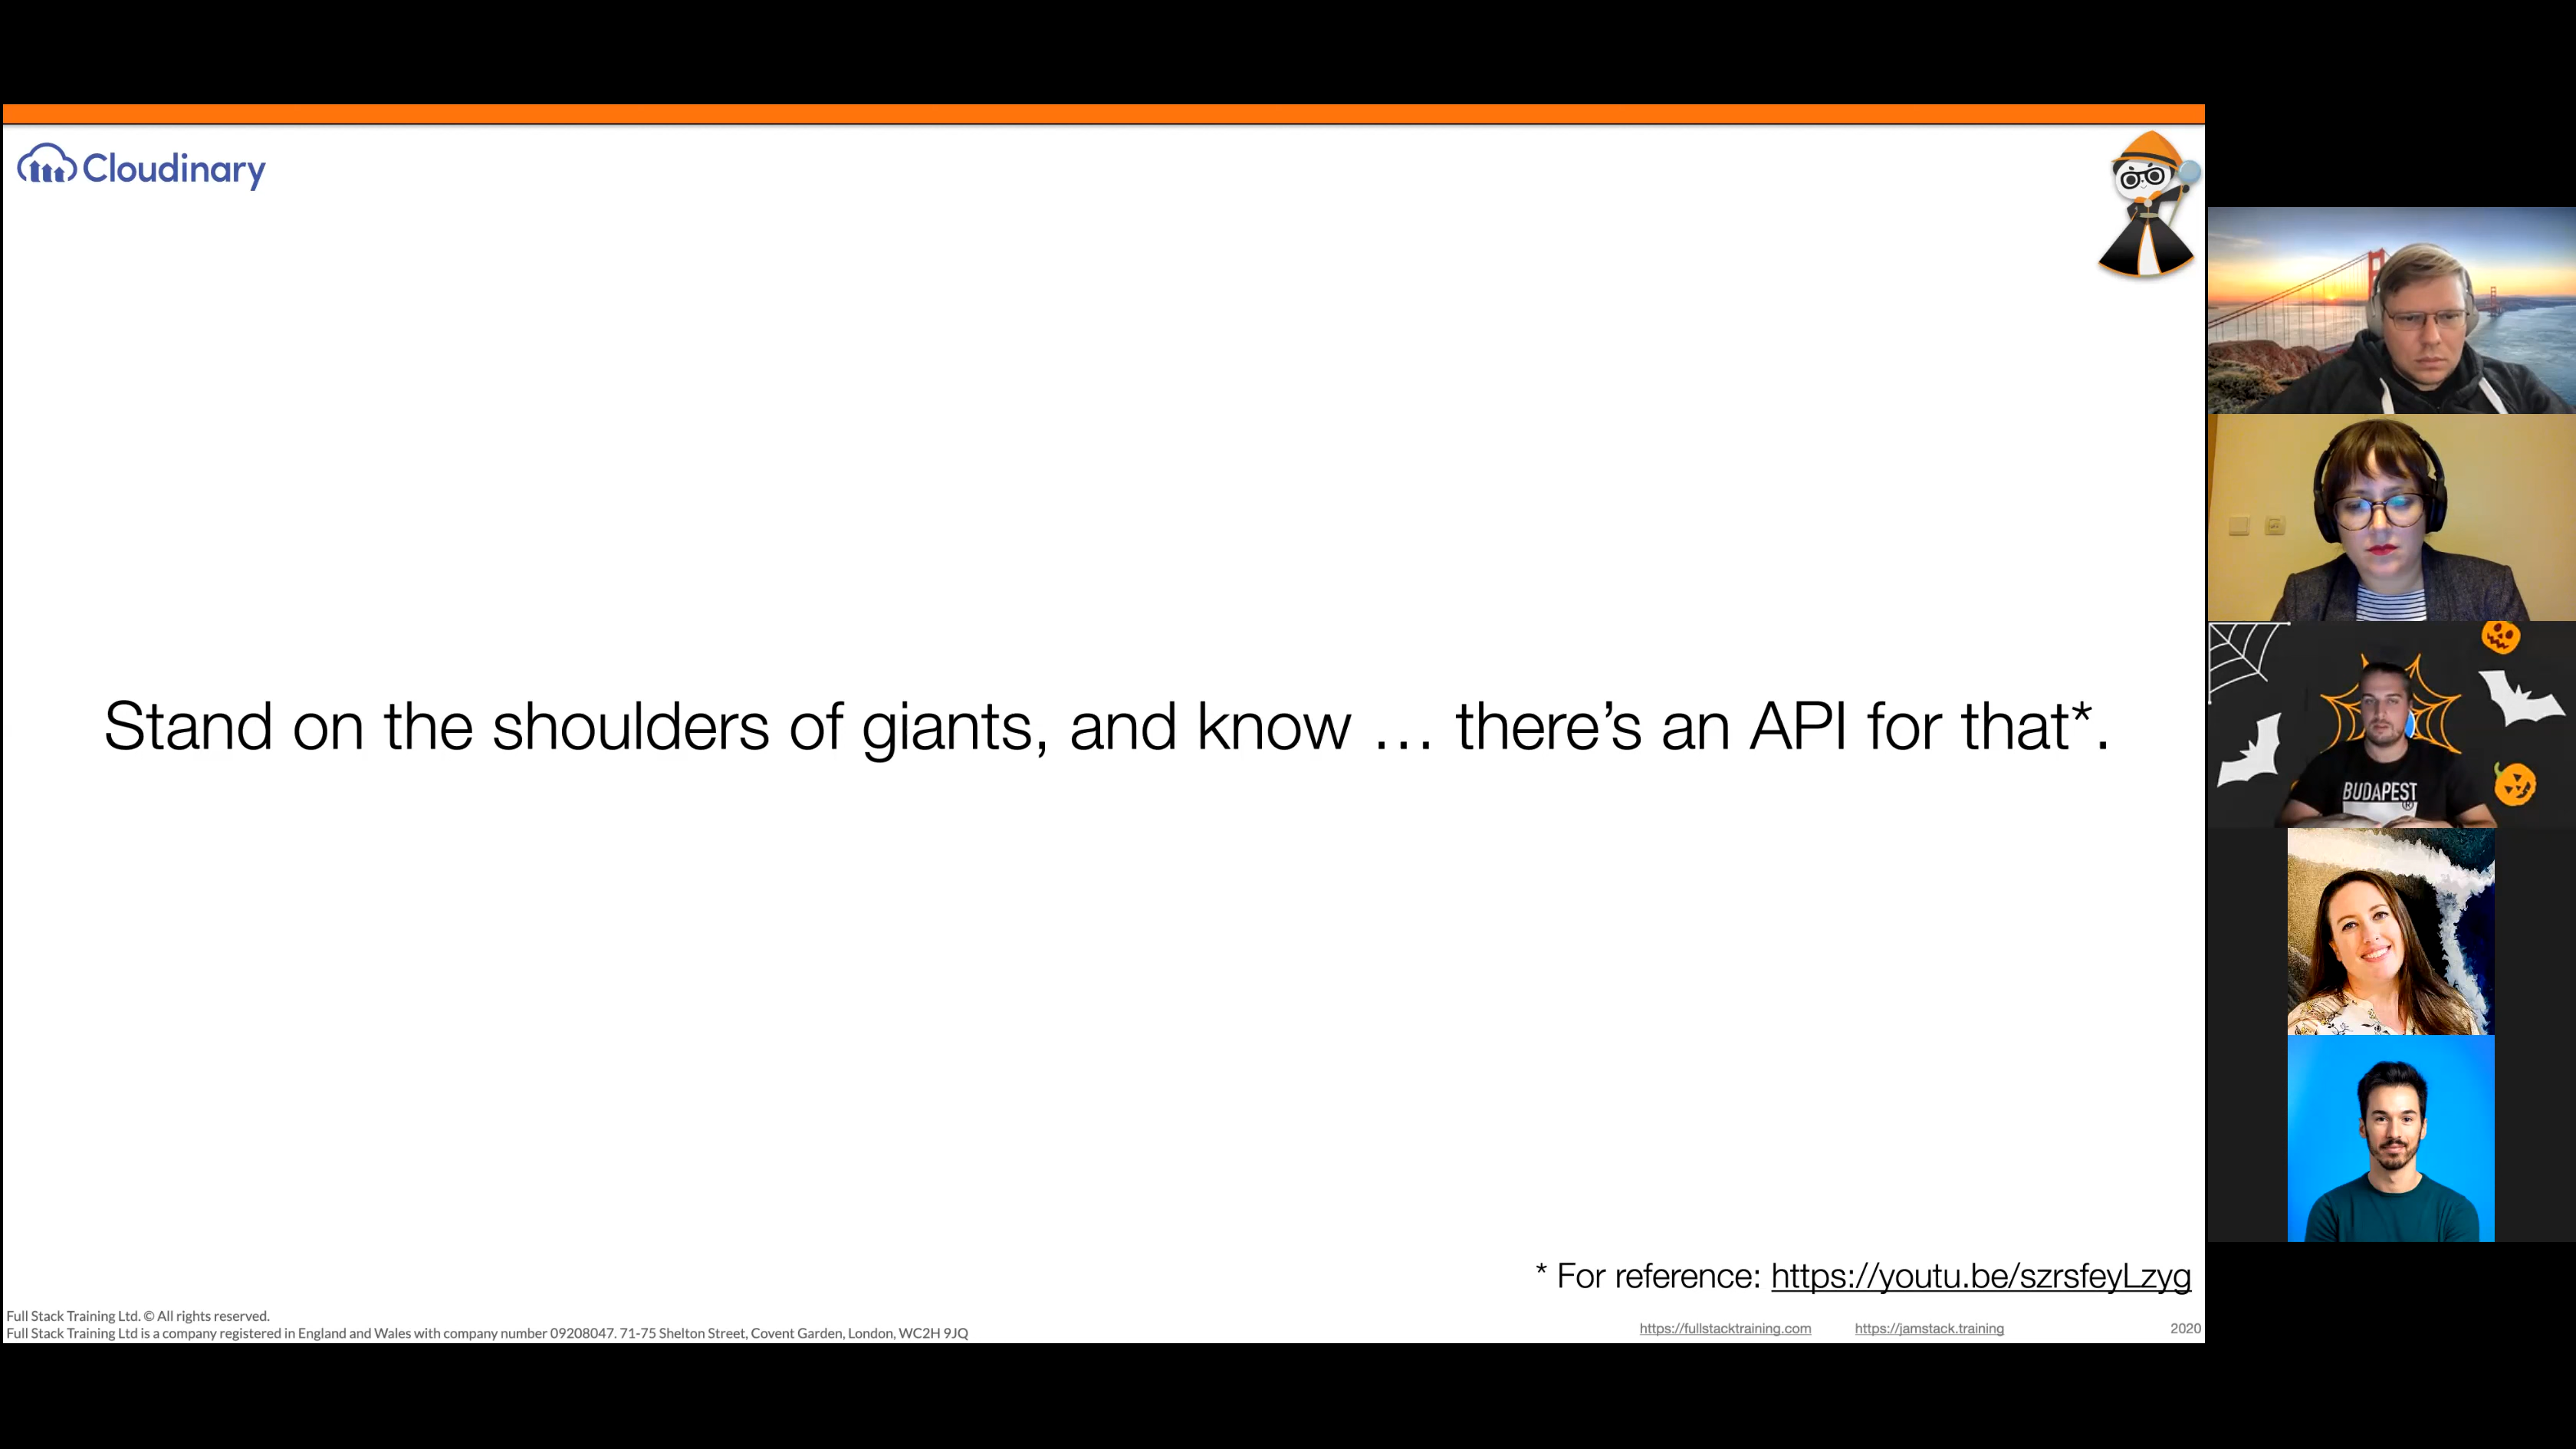 Cloudinary
Stand on the shoulders of giants, and know … there’s an API for that*.
BUDAPEST
®
* For reference: https://youtu.be/szrsfeyLzyg
Full Stack Training Ltd. © All rights reserved.
Full Stack Training Ltd is a company registered in England and Wales with company number 09208047. 71-75 Shelton Street, Covent Garden, London, WC2H 9JQ
https://fullstacktraining.com
https://jamstack.training
2020